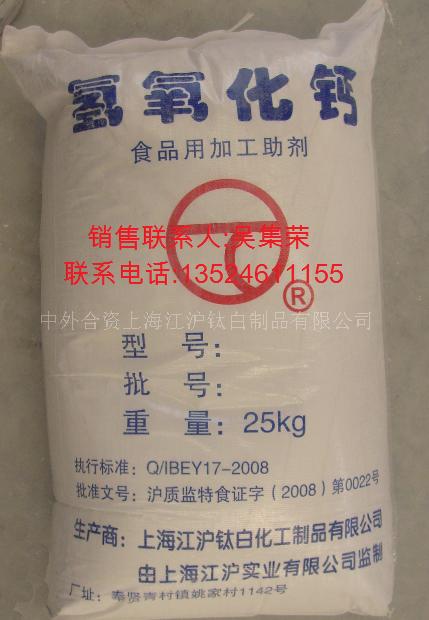 氢氧化钙
食品用加工助剂
销售联系人:吴集荣
联系电话.13524611155
®
中外合资上海江沪钛白制品有限公司
型 号:
批 号:
重 量:25kg
执行标准: Q/IBEY17-2008
批准文号: 沪质监特食证字(2008)第0022号
生产商: 上海江沪钛白化工制品有限公司
由上海江沪实业有限公司监制
厂址: 奉贤青村镇姚家村1142号